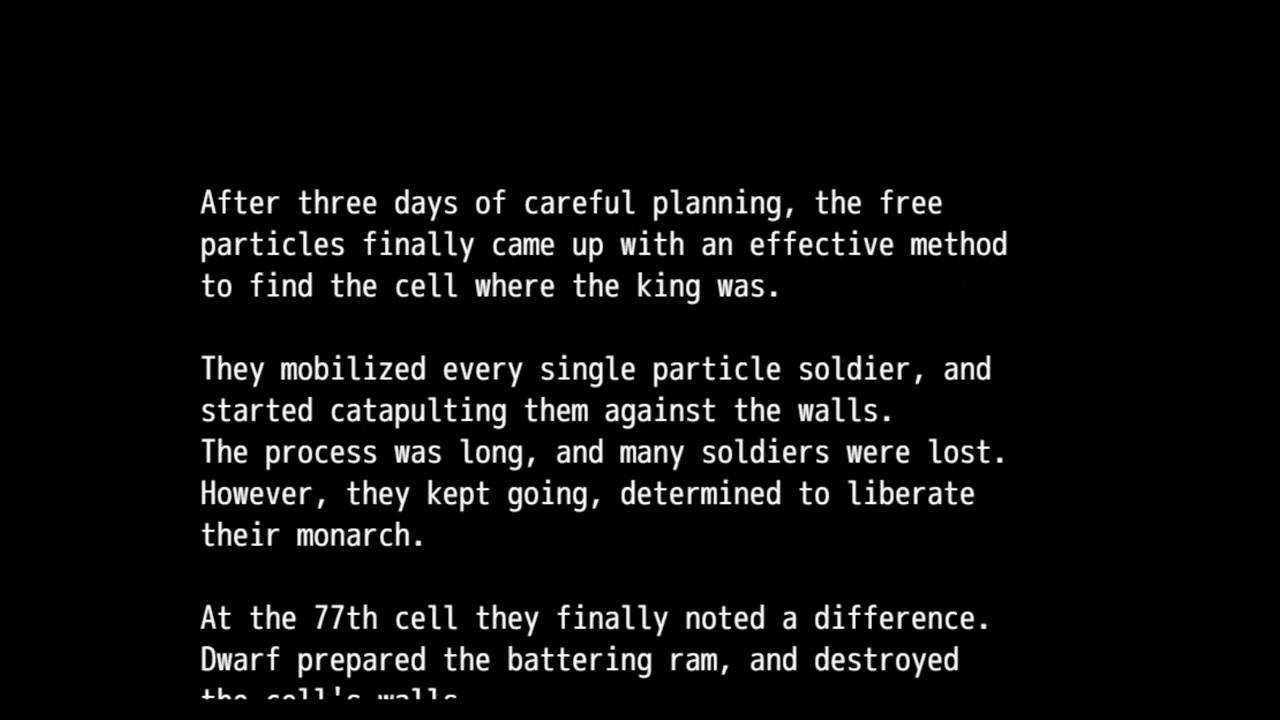 After three days of careful planning, the free
particles finally came up with an effective method
to find the cell where the king was.
They mobilized every single particle soldier, and
started catapulting them against the walls.
The process was long, and many soldiers were lost.
However, they kept going, determined to liberate
their monarch.
At the 77th cell they finally noted a difference.
Dwarf prepared the battering ram, and destroyed
the cell's walls